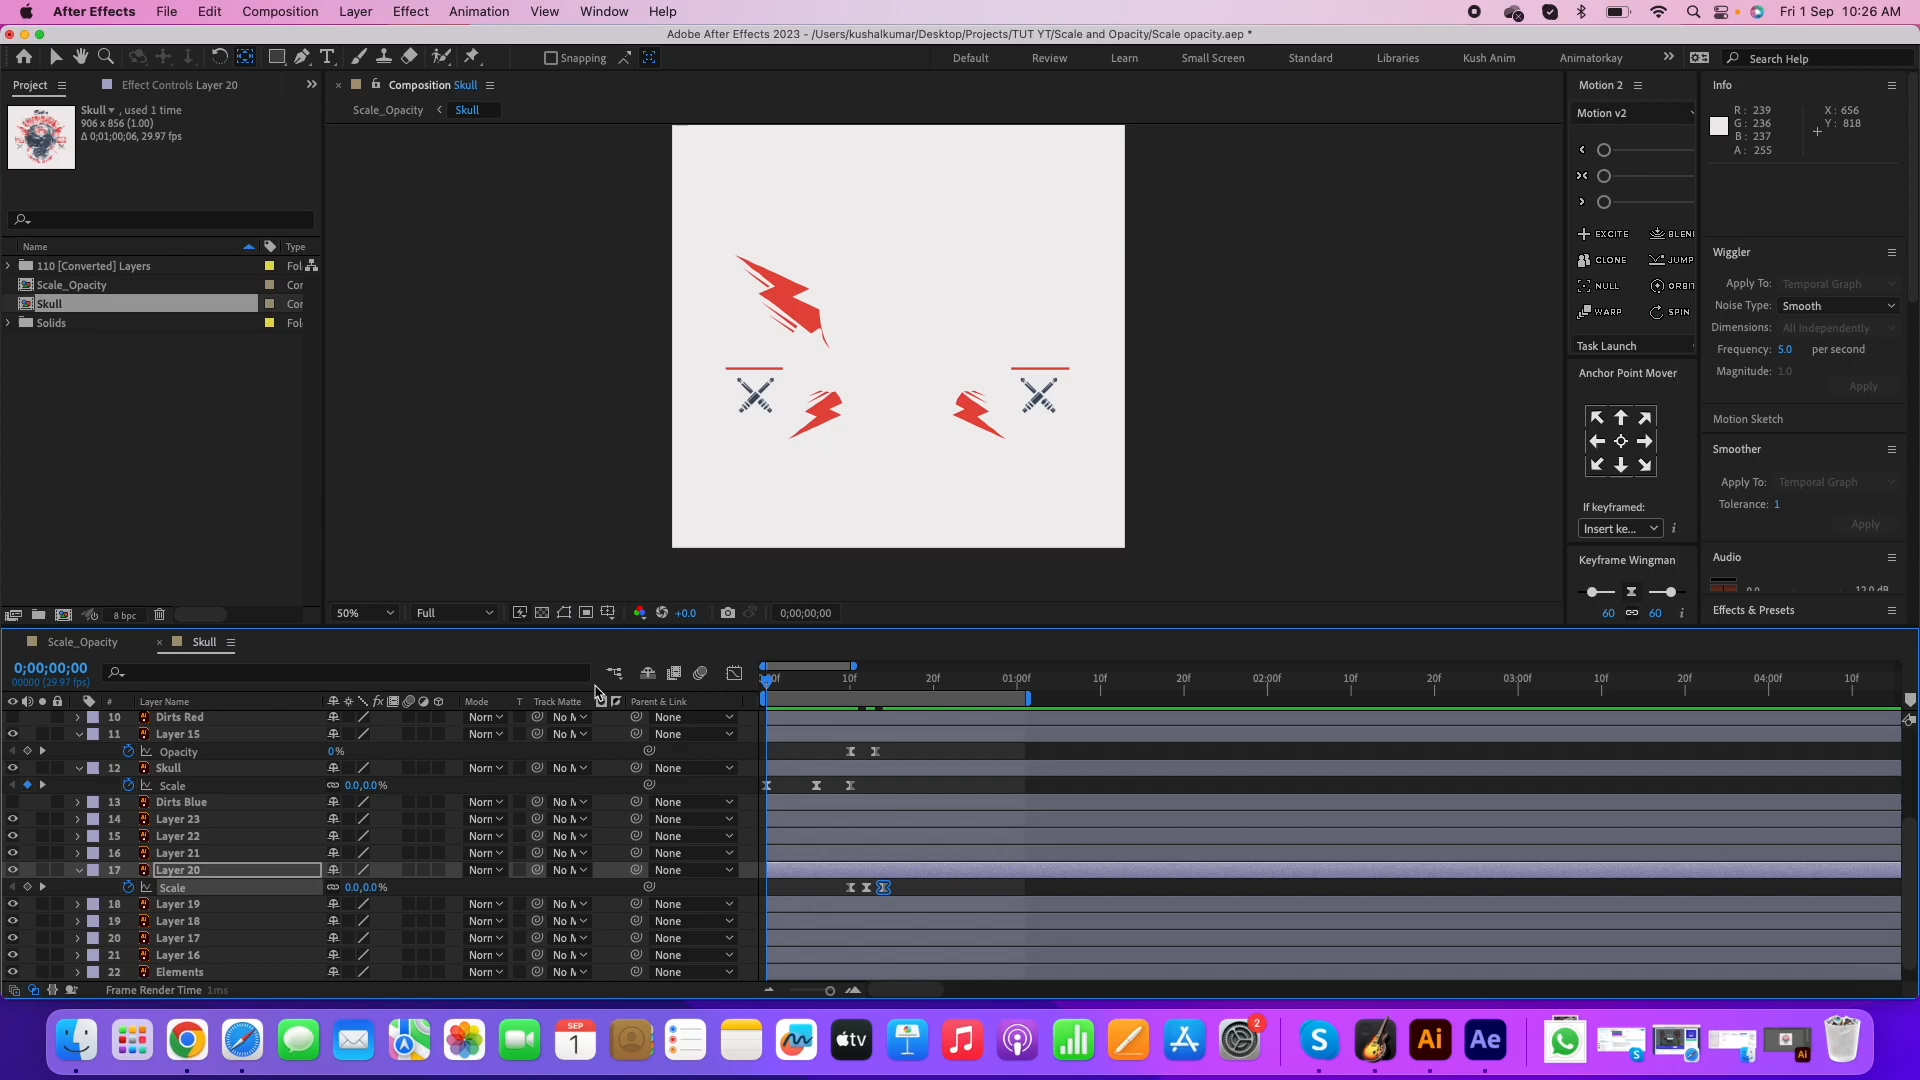 After Effects File Edit Composition Layer Effect Animation View Window Help Fri 1 Sep 10:26 AM
Adobe After Effects 2023 - /Users/kushalkumar/Desktop/Projects/TUT YT/Scale and Opacity/Scale opacity.aep *
Snapping Default Review Learn Small Screen Standard Libraries Kush Anim Animatorkay Search Help
Project Effect Controls Layer 20 Composition Skull Motion 2 Info
Skull , used 1 time
906 x 856 (1.00)
Δ 0;01;00;06, 29.97 fps
Scale_Opacity Skull
Motion v2
R: 239 X: 656
G: 236 Y: 818
B: 237
A: 255
Name Type
110 [Converted] Layers Fol
Scale_Opacity Cor
Skull Cor
Solids Fol
EXCITE BLEN
CLONE JUMP
NULL ORBIT
WARP SPIN
Task Launch
Anchor Point Mover
If keyframed:
Insert ke...
Keyframe Wingman
60 60
Wiggler
Apply To: Temporal Graph
Noise Type: Smooth
Dimensions: All Independently
Frequency: 5.0 per second
Magnitude: 1.0
Apply
Motion Sketch
Smoother
Apply To: Temporal Graph
Tolerance: 1
Apply
Audio
0.0 12.0 dB
Effects & Presets
8 bpc 50% Full +0.0 0;00;00;00
Scale_Opacity Skull
0;00;00;00
00000 (29.97 fps)
:00f 10f 20f 01:00f 10f 20f 02:00f 10f 20f 03:00f 10f 20f 04:00f 10f
# Layer Name Mode T Track Matte Parent & Link
10 Dirts Red Norn No M None
11 Layer 15 Norn No M None
Opacity 0%
12 Skull Norn No M None
Scale 0.0,0.0%
13 Dirts Blue Norn No M None
14 Layer 23 Norn No M None
15 Layer 22 Norn No M None
16 Layer 21 Norn No M None
17 Layer 20 Norn No M None
Scale 0.0,0.0%
18 Layer 19 Norn No M None
19 Layer 18 Norn No M None
20 Layer 17 Norn No M None
21 Layer 16 Norn No M None
22 Elements Norn No M None
Frame Render Time 1ms
SEP
1
tv
2
Ai Ae